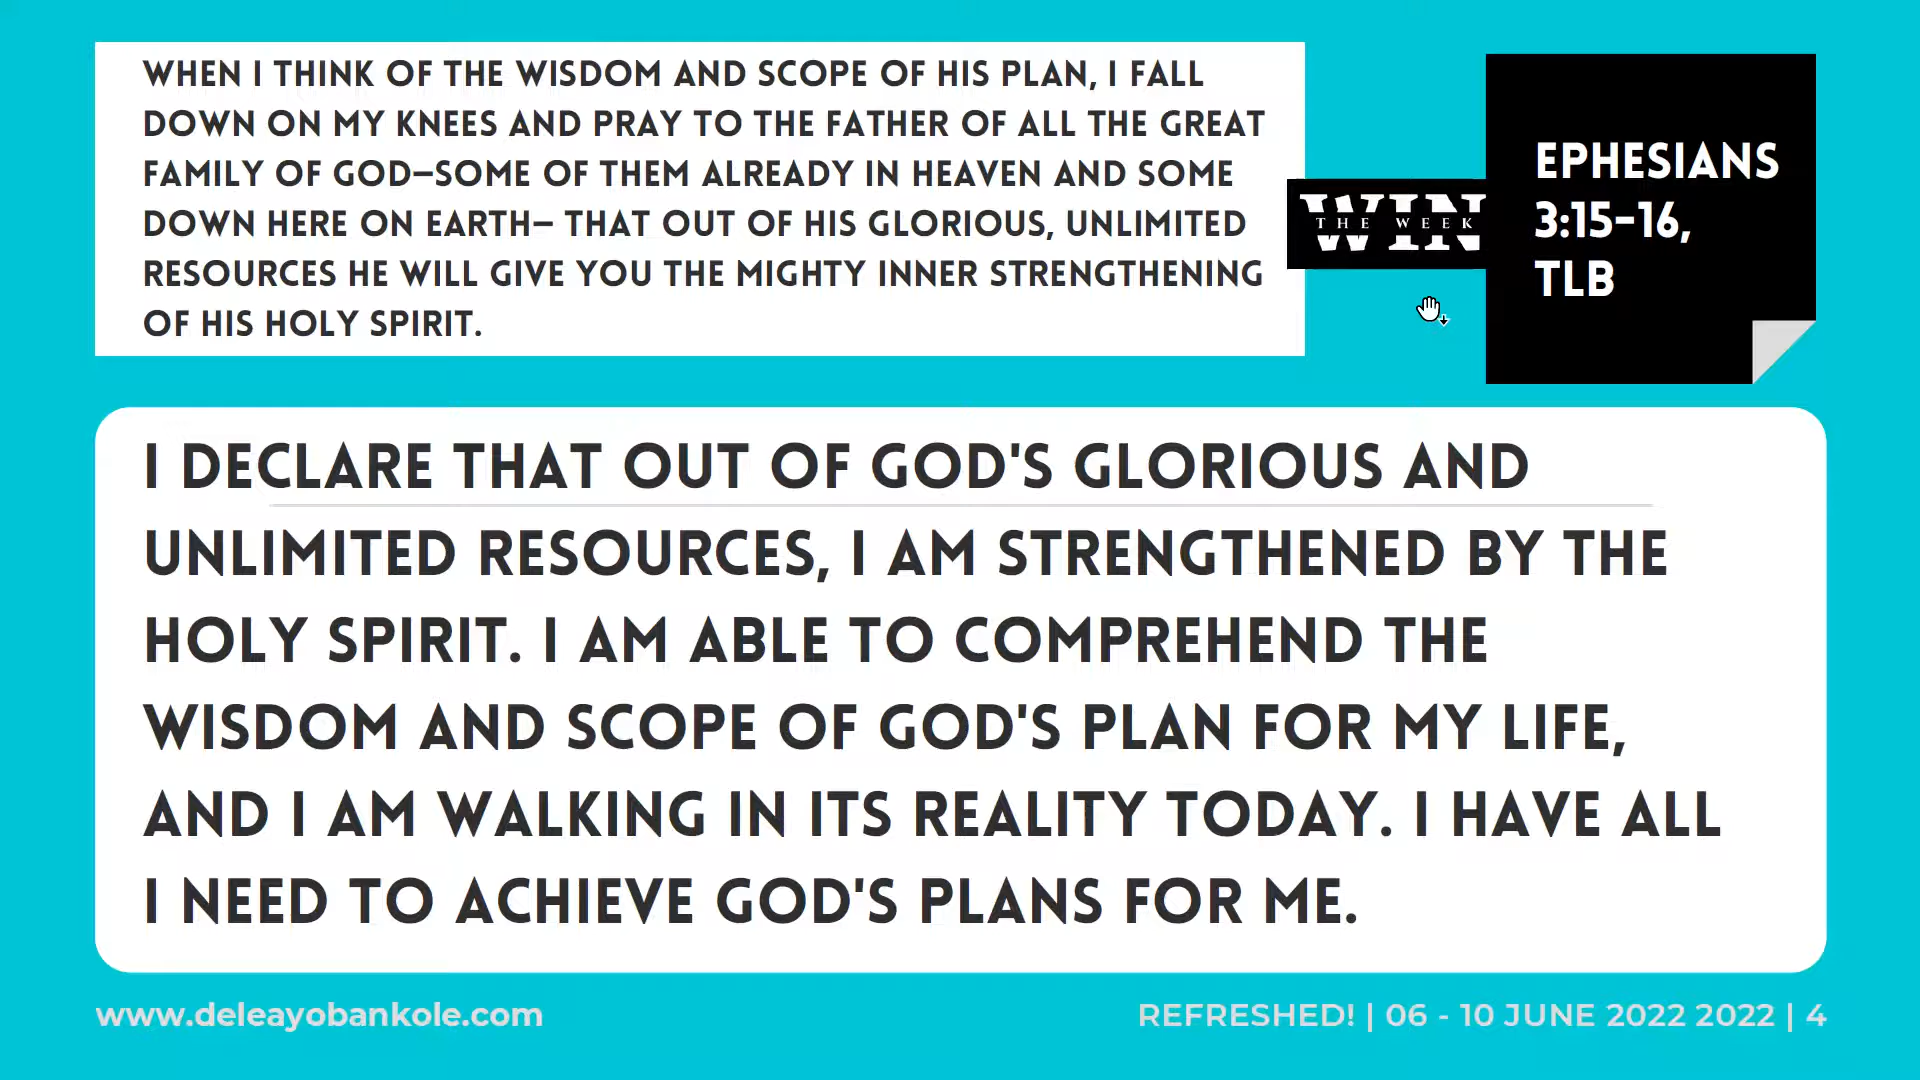 WHEN I THINK OF THE WISDOM AND SCOPE OF HIS PLAN, I FALL
DOWN ON MY KNEES AND PRAY TO THE FATHER OF ALL THE GREAT
FAMILY OF GOD—SOME OF THEM ALREADY IN HEAVEN AND SOME
DOWN HERE ON EARTH— THAT OUT OF HIS GLORIOUS, UNLIMITED
RESOURCES HE WILL GIVE YOU THE MIGHTY INNER STRENGTHENING
OF HIS HOLY SPIRIT.
WIN
THE WEEK
EPHESIANS
3:15-16,
TLB
I DECLARE THAT OUT OF GOD'S GLORIOUS AND
UNLIMITED RESOURCES, I AM STRENGTHENED BY THE
HOLY SPIRIT. I AM ABLE TO COMPREHEND THE
WISDOM AND SCOPE OF GOD'S PLAN FOR MY LIFE,
AND I AM WALKING IN ITS REALITY TODAY. I HAVE ALL
I NEED TO ACHIEVE GOD'S PLANS FOR ME.
www.deleayobankole.com
REFRESHED! | 06 - 10 JUNE 2022 2022 | 4